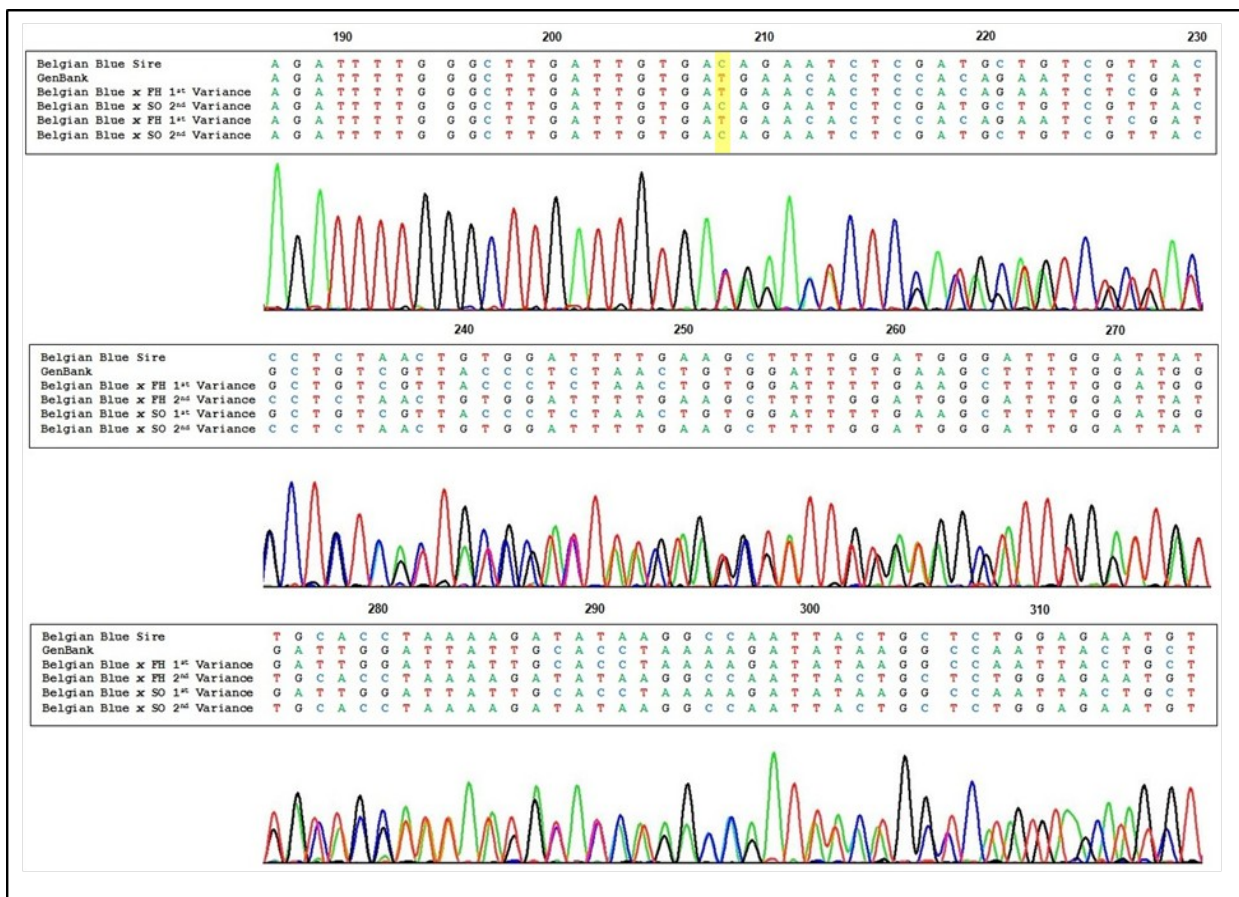 190 200 210 220 230
Belgian Blue Sire A G A T T T T G G G C T T G A T T G T G A C A G A A T C T C G A T G C T G T C G T T A C
GenBank A G A T T T T G G G C T T G A T T G T G A T G A A C A C T C C A C A G A A T C T C G A T
Belgian Blue x FH 1st Variance A G A T T T T G G G C T T G A T T G T G A T G A A C A C T C C A C A G A A T C T C G A T
Belgian Blue x SO 2nd Variance A G A T T T T G G G C T T G A T T G T G A C A G A A T C T C G A T G C T G T C G T T A C
Belgian Blue x FH 1st Variance A G A T T T T G G G C T T G A T T G T G A T G A A C A C T C C A C A G A A T C T C G A T
Belgian Blue x SO 2nd Variance A G A T T T T G G G C T T G A T T G T G A C A G A A T C T C G A T G C T G T C G T T A C
240 250 260 270
Belgian Blue Sire C C T C T A A C T G T G G A T T T T G A A G C T T T T G G A T G G G A T T G G A T T A T
GenBank G C T G T C G T T A C C C T C T A A C T G T G G A T T T T G A A G C T T T T G G A T G G
Belgian Blue x FH 1st Variance G C T G T C G T T A C C C T C T A A C T G T G G A T T T T G A A G C T T T T G G A T G G
Belgian Blue x FH 2nd Variance C C T C T A A C T G T G G A T T T T G A A G C T T T T G G A T G G G A T T G G A T T A T
Belgian Blue x SO 1st Variance G C T G T C G T T A C C C T C T A A C T G T G G A T T T T G A A G C T T T T G G A T G G
Belgian Blue x SO 2nd Variance C C T C T A A C T G T G G A T T T T G A A G C T T T T G G A T G G G A T T G G A T T A T
280 290 300 310
Belgian Blue Sire T G C A C C T A A A A G A T A T A A G G C C A A T T A C T G C T C T G G A G A A T G T
GenBank G A T T G G A T T A T T G C A C C T A A A A G A T A T A A G G C C A A T T A C T G C T
Belgian Blue x FH 1st Variance G A T T G G A T T A T T G C A C C T A A A A G A T A T A A G G C C A A T T A C T G C T
Belgian Blue x FH 2nd Variance T G C A C C T A A A A G A T A T A A G G C C A A T T A C T G C T C T G G A G A A T G T
Belgian Blue x SO 1st Variance G A T T G G A T T A T T G C A C C T A A A A G A T A T A A G G C C A A T T A C T G C T
Belgian Blue x SO 2nd Variance T G C A C C T A A A A G A T A T A A G G C C A A T T A C T G C T C T G G A G A A T G T